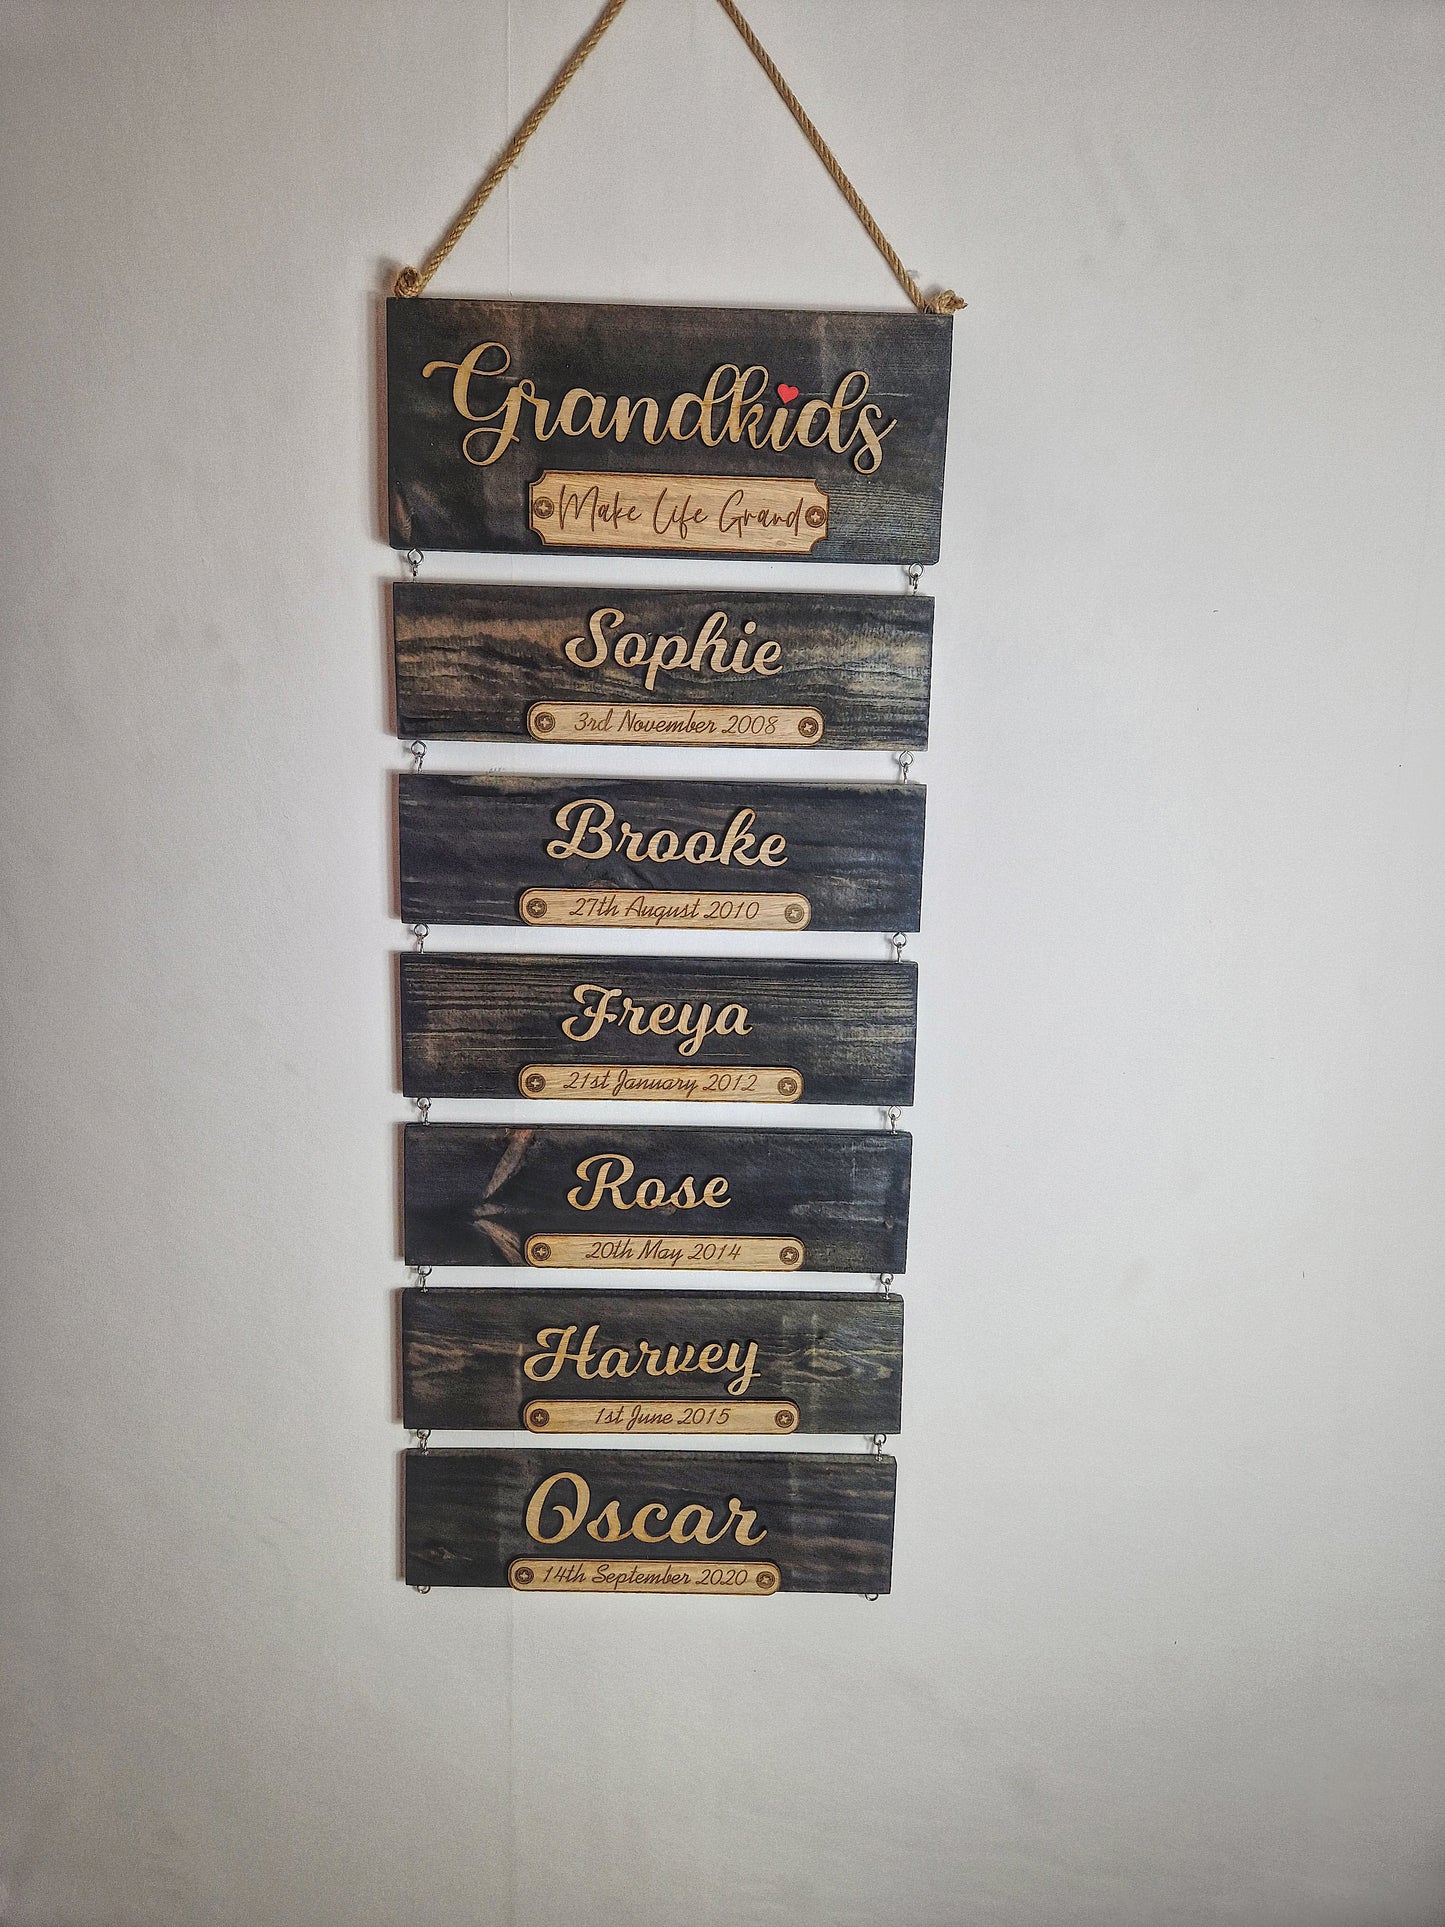 Grandkids
Make Life Grand
Sophie
3rd November 2008
Brooke
27th August 2010
Freya
21st January 2012
Rose
20th May 2014
Harvey
1st June 2015
Oscar
14th September 2020